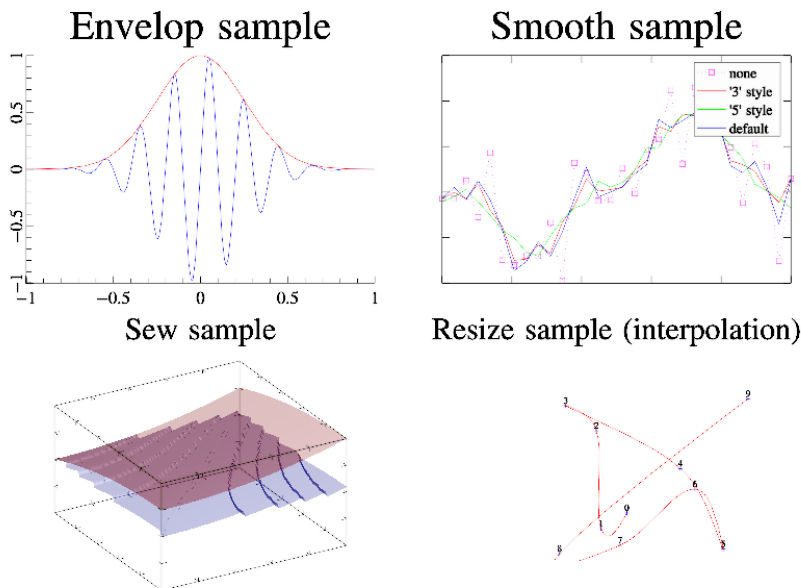 Envelop sample
Smooth sample
1
0.5
0
−0.5
−1
−1
−0.5
0
0.5
1
none
'3' style
'5' style
default
Sew sample
Resize sample (interpolation)
3
9
2
4
6
0
1
7
8
5